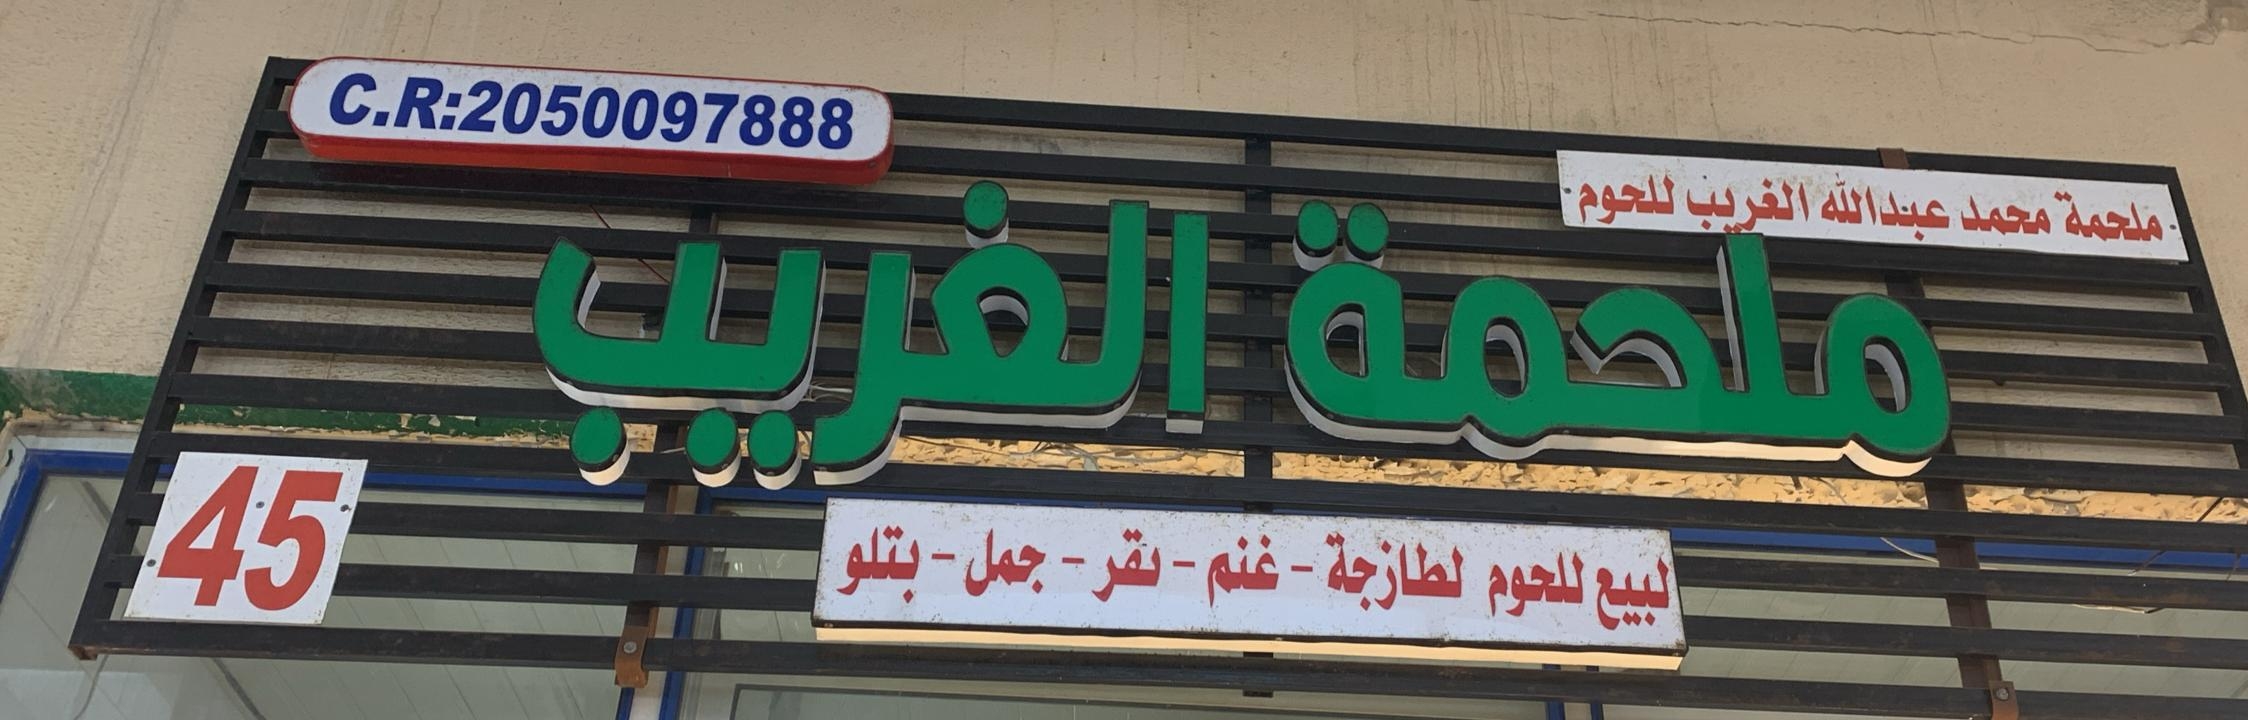 C.R:2050097888
ملحمة محمد عبدالله الغريب للحوم
ملحمة الغريب
45
لبيع للحوم لطازجة - غنم - بقر - جمل - بتلو